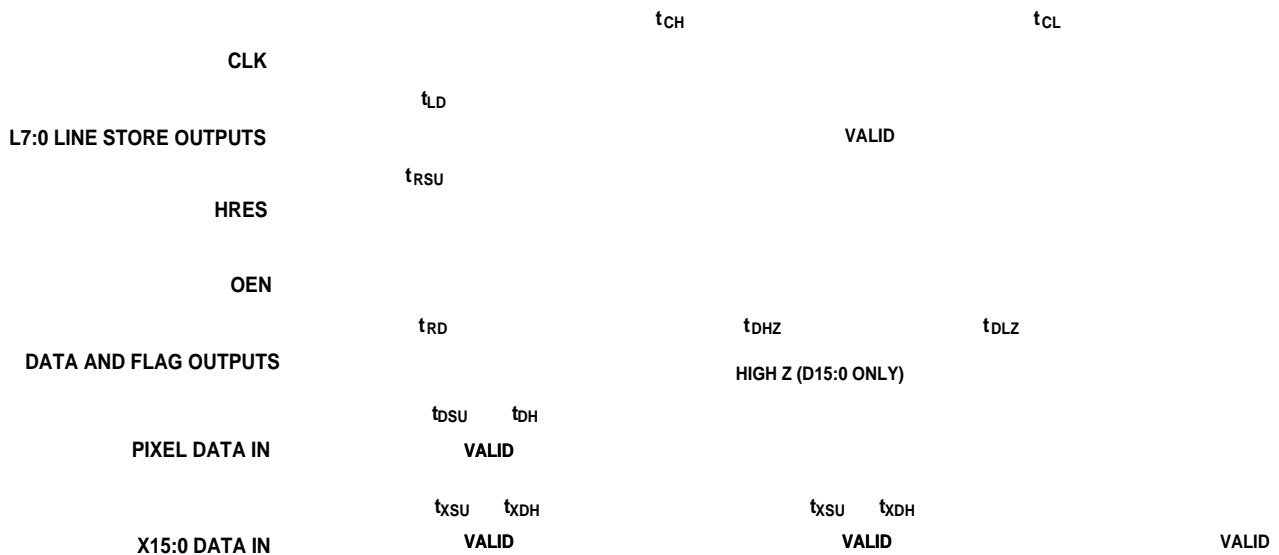 tCH tCL
CLK
tLD
L7:0 LINE STORE OUTPUTS VALID
tRSU
HRES
OEN
tRD tDHZ tDLZ
DATA AND FLAG OUTPUTS
HIGH Z (D15:0 ONLY)
tDSU tDH
PIXEL DATA IN VALID
tXSU tXDH tXSU tXDH
X15:0 DATA IN VALID VALID VALID